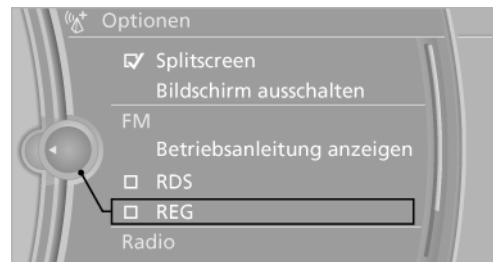 Optionen
Splitscreen
Bildschirm ausschalten
FM
Betriebsanleitung anzeigen
RDS
REG
Radio